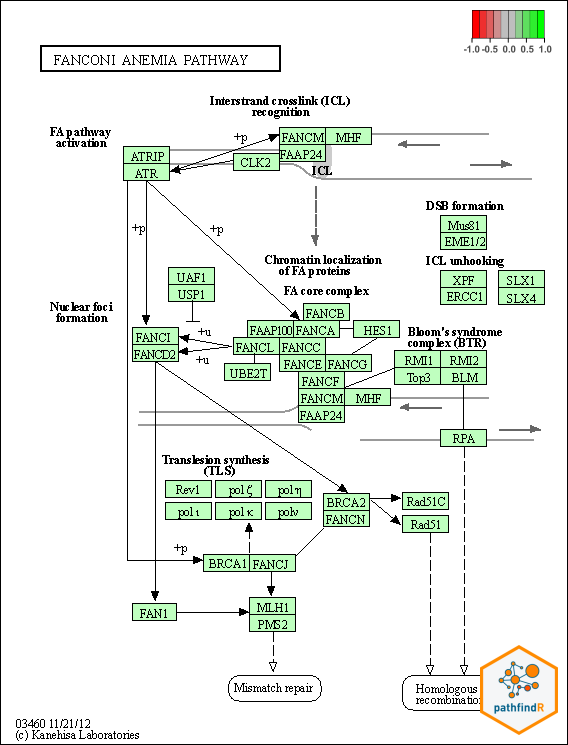 -1.0 -0.5 0.0 0.5 1.0
FANCONI ANEMIA PATHWAY
Interstrand crosslink (ICL)
recognition
FA pathway
activation
+p
FANCM MHF
ATRIP
FAAP24
CLK2
ATR
ICL
DSB formation
Mus81
EME1/2
+p
+p
Chromatin localization
of FA proteins
ICL unhooking
UAF1
USP1
XPF SLX1
ERCC1 SLX4
FA core complex
Nuclear foci
formation
FANCB
+u
FAAP100 FANCA HES1
FANCI
FANCD2
FANCL FANCC
+u
Bloom's syndrome
complex (BTR)
FANCE FANCG
RMI1 RMI2
UBE2T
Top3 BLM
FANCF
FANCM MHF
FAAP24
RPA
Translesion synthesis
(TLS)
Rev1 pol ζ pol η
pol ι pol κ polν
BRCA2
FANCN
Rad51C
Rad51
+p
BRCA1 FANCJ
FAN1
MLH1
PMS2
Mismatch repair
Homologous
recombination
pathfindR
03460 11/21/12
(c) Kanehisa Laboratories